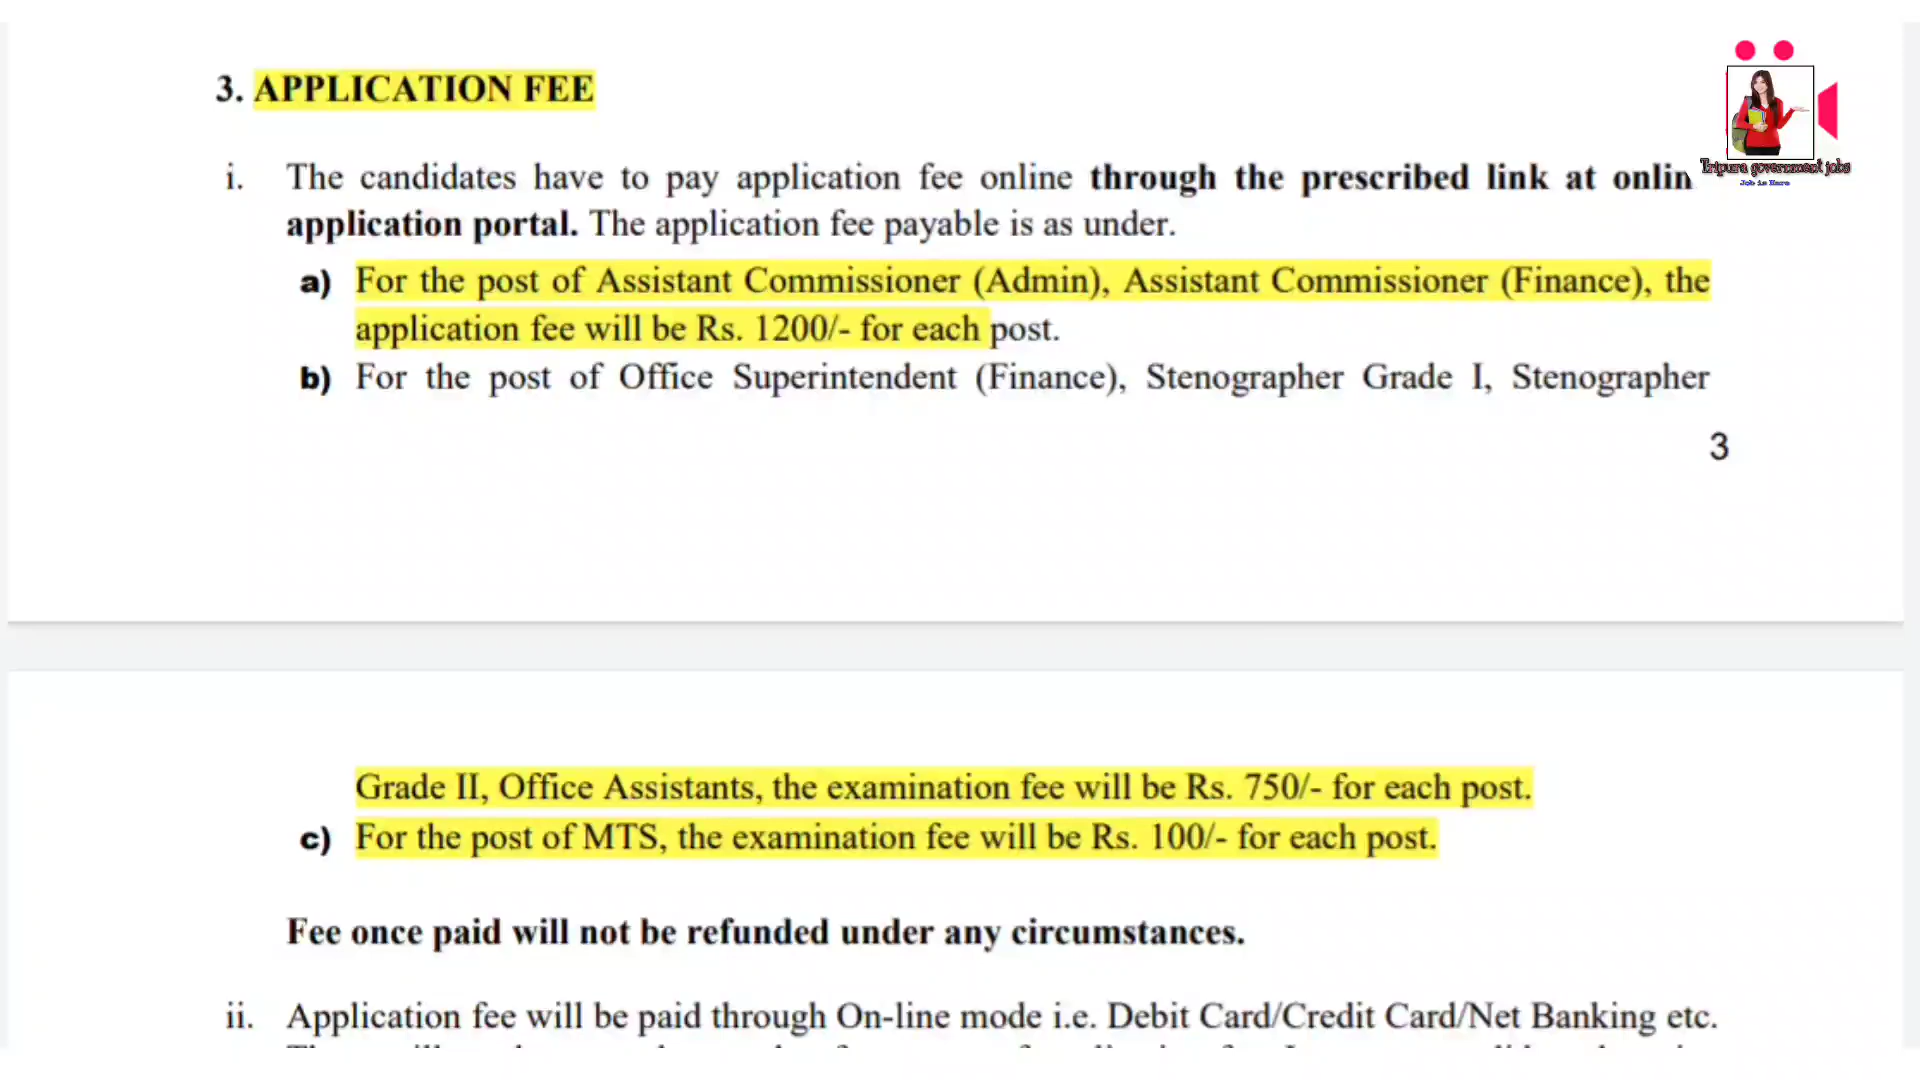 3. APPLICATION FEE
i. The candidates have to pay application fee online through the prescribed link at onlin
application portal. The application fee payable is as under.
a) For the post of Assistant Commissioner (Admin), Assistant Commissioner (Finance), the
application fee will be Rs. 1200/- for each post.
b) For the post of Office Superintendent (Finance), Stenographer Grade I, Stenographer
3
Grade II, Office Assistants, the examination fee will be Rs. 750/- for each post.
c) For the post of MTS, the examination fee will be Rs. 100/- for each post.
Fee once paid will not be refunded under any circumstances.
ii. Application fee will be paid through On-line mode i.e. Debit Card/Credit Card/Net Banking etc.
Tripura government jobs
Job is Here